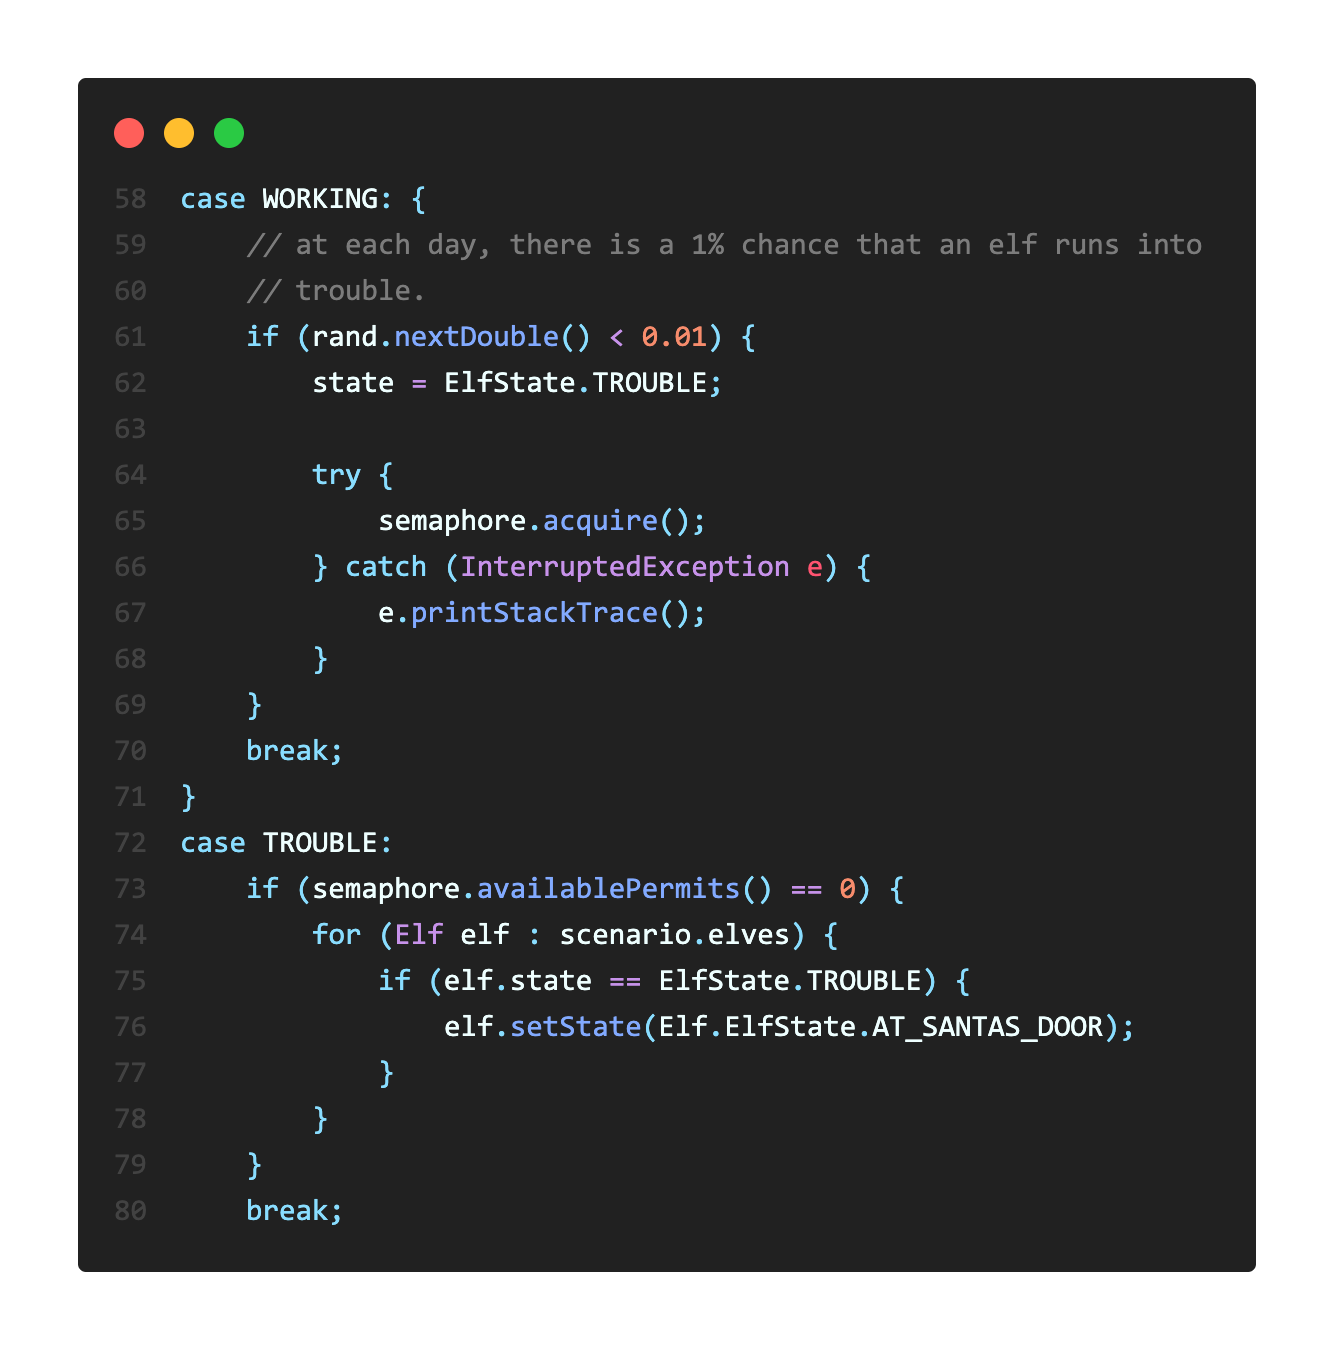 58 case WORKING: {
59     // at each day, there is a 1% chance that an elf runs into
60     // trouble.
61     if (rand.nextDouble() < 0.01) {
62         state = ElfState.TROUBLE;
63
64         try {
65             semaphore.acquire();
66         } catch (InterruptedException e) {
67             e.printStackTrace();
68         }
69     }
70     break;
71 }
72 case TROUBLE:
73     if (semaphore.availablePermits() == 0) {
74         for (Elf elf : scenario.elves) {
75             if (elf.state == ElfState.TROUBLE) {
76                 elf.setState(Elf.ElfState.AT_SANTAS_DOOR);
77             }
78         }
79     }
80     break;